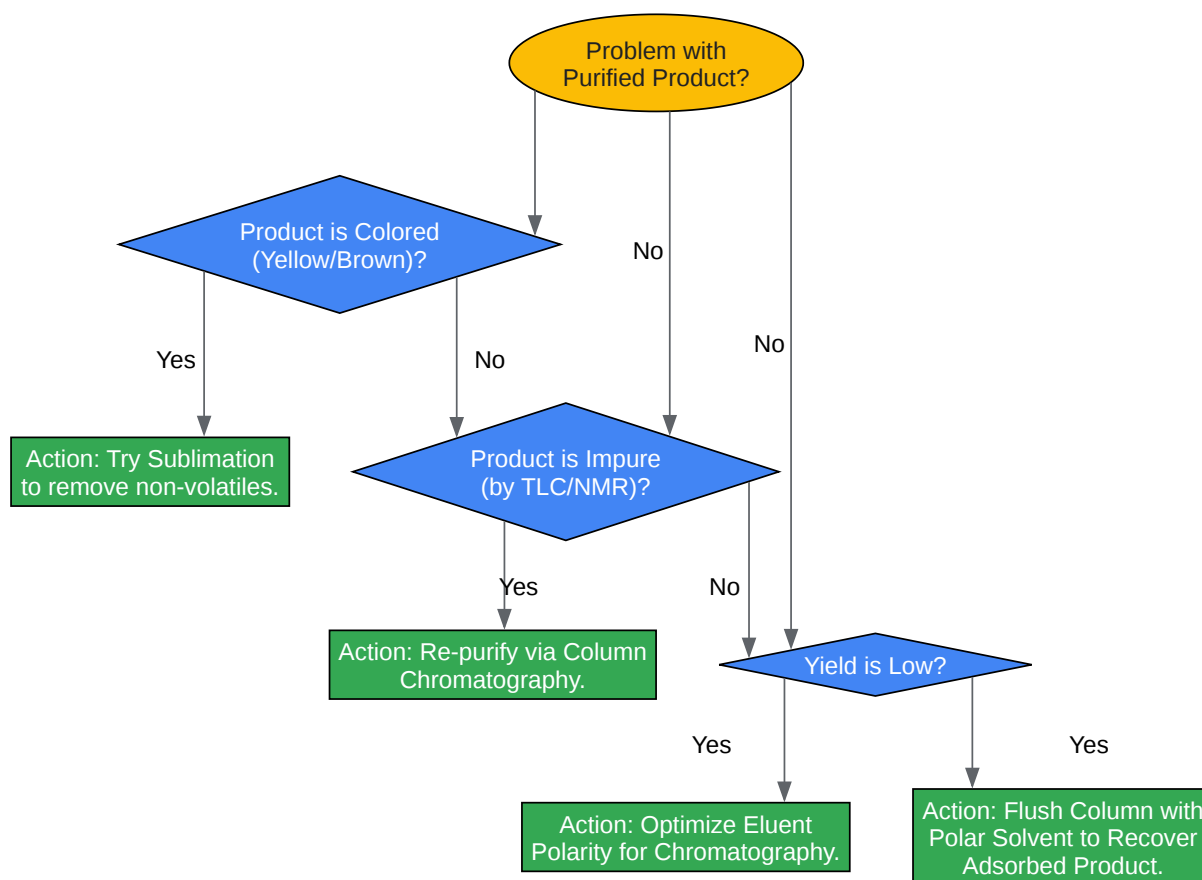 Problem with
Purified Product?
Product is Colored
(Yellow/Brown)?
No
Yes
No
No
Action: Try Sublimation
to remove non-volatiles.
Product is Impure
(by TLC/NMR)?
Yes
No
Action: Re-purify via Column
Chromatography.
Yield is Low?
Yes
Yes
Action: Optimize Eluent
Polarity for Chromatography.
Action: Flush Column with
Polar Solvent to Recover
Adsorbed Product.